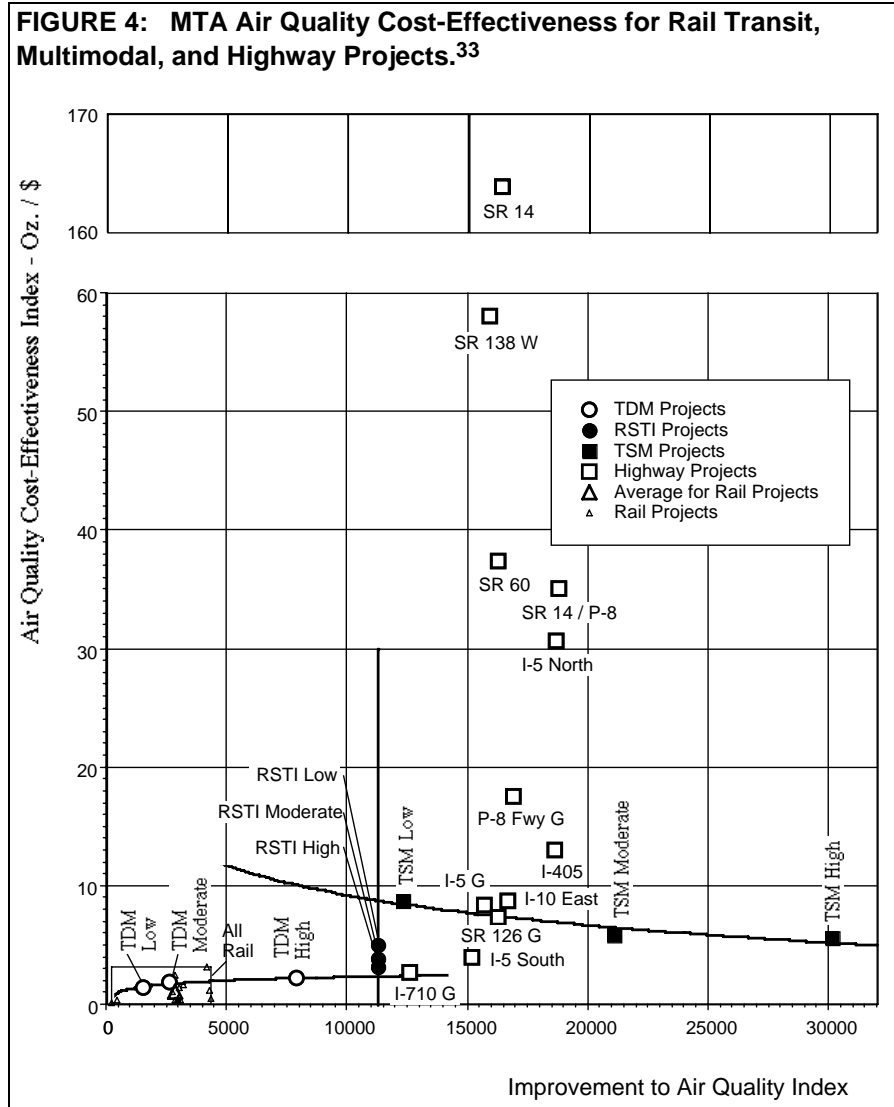 FIGURE 4: MTA Air Quality Cost-Effectiveness for Rail Transit,
Multimodal, and Highway Projects.33
Air Quality Cost-Effectiveness Index - Oz. / $
170
160
SR 14
60
50
40
30
20
10
0
SR 138 W
TDM Projects
RSTI Projects
TSM Projects
Highway Projects
Average for Rail Projects
Rail Projects
SR 60
SR 14 / P-8
I-5 North
RSTI Low
RSTI Moderate
RSTI High
P-8 Fwy G
I-405
TSM Low
I-5 G
I-10 East
SR 126 G
I-5 South
TSM Moderate
TSM High
TDM
Low
TDM
Moderate
All
Rail
TDM
High
I-710 G
0 5000 10000 15000 20000 25000 30000
Improvement to Air Quality Index